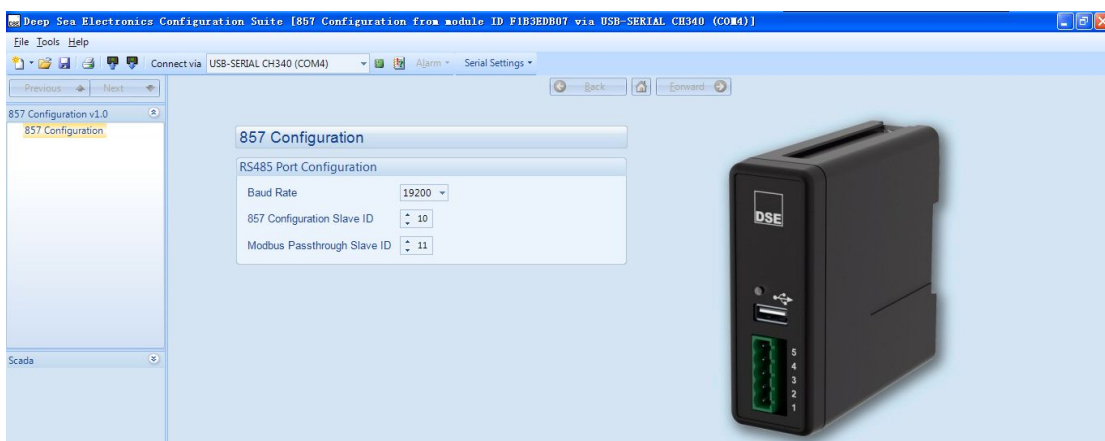 DSE Deep Sea Electronics Configuration Suite [857 Configuration from module ID F1B3EDB07 via USB-SERIAL CH340 (COM4)]
File Tools Help
Connect via USB-SERIAL CH340 (COM4) Alarm Serial Settings
Previous Next Back Forward
857 Configuration v1.0
857 Configuration
857 Configuration
RS485 Port Configuration
Baud Rate 19200
857 Configuration Slave ID 10
Modbus Passthrough Slave ID 11
DSE
5
4
3
2
1
Scada